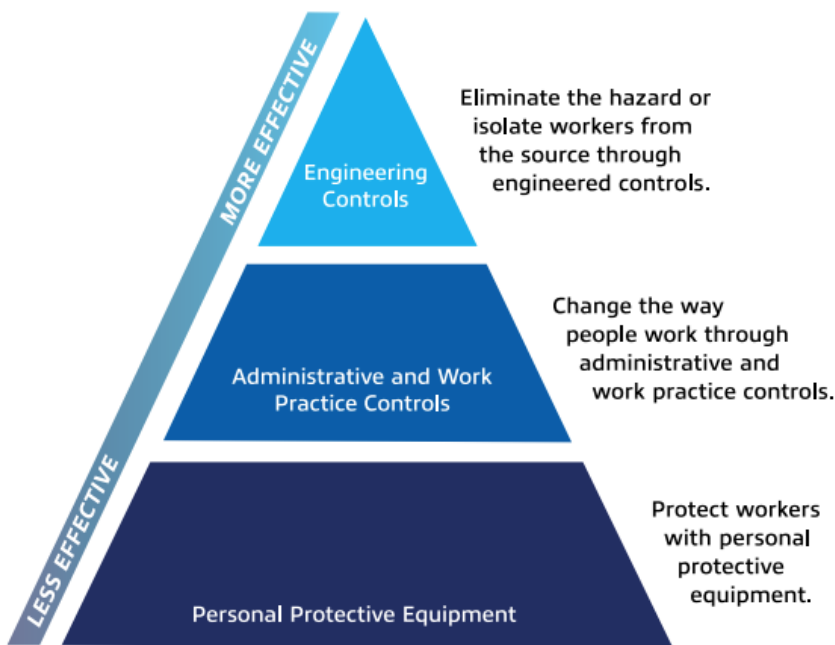 MORE EFFECTIVE
LESS EFFECTIVE
Engineering
Controls
Eliminate the hazard or
isolate workers from
the source through
engineered controls.
Administrative and Work
Practice Controls
Change the way
people work through
administrative and
work practice controls.
Personal Protective Equipment
Protect workers
with personal
protective
equipment.